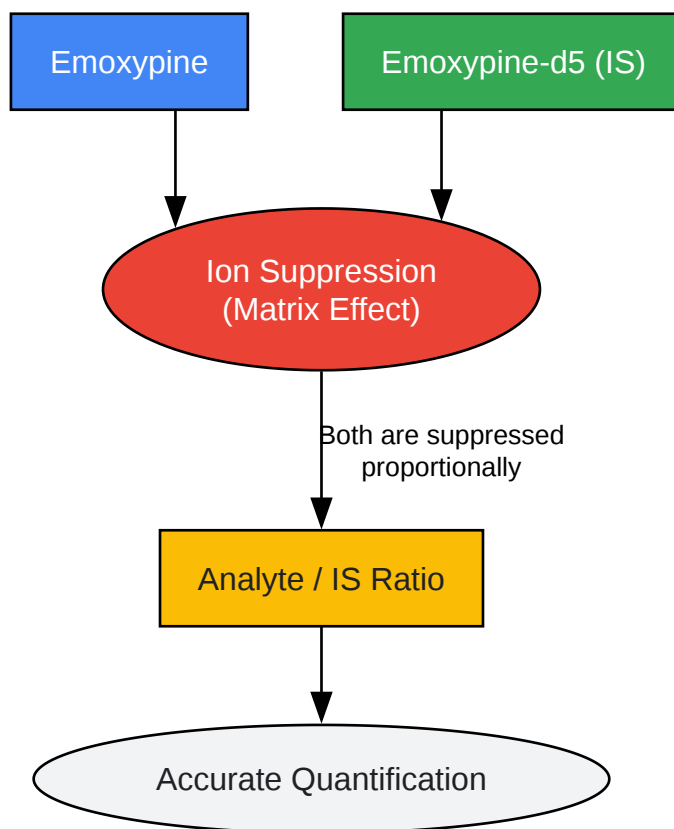 Emoxypine
Emoxypine-d5 (IS)
Ion Suppression
(Matrix Effect)
Both are suppressed
proportionally
Analyte / IS Ratio
Accurate Quantification